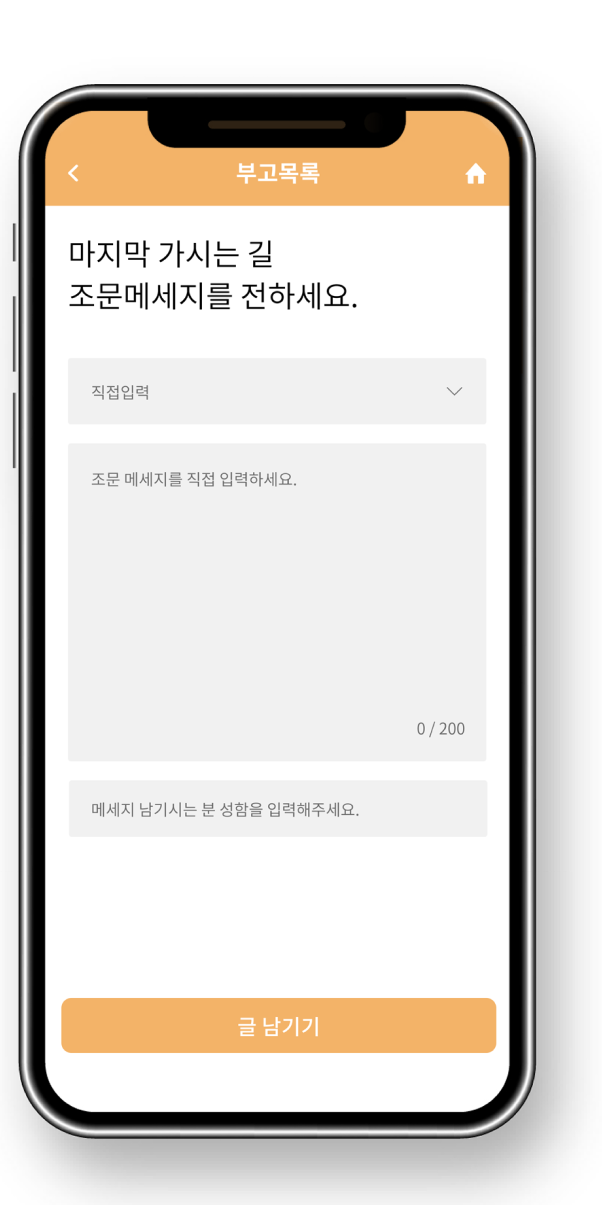 부고목록
마지막 가시는 길
조문메세지를 전하세요.
직접입력
조문 메세지를 직접 입력하세요.
0 / 200
메세지 남기시는 분 성함을 입력해주세요.
글 남기기